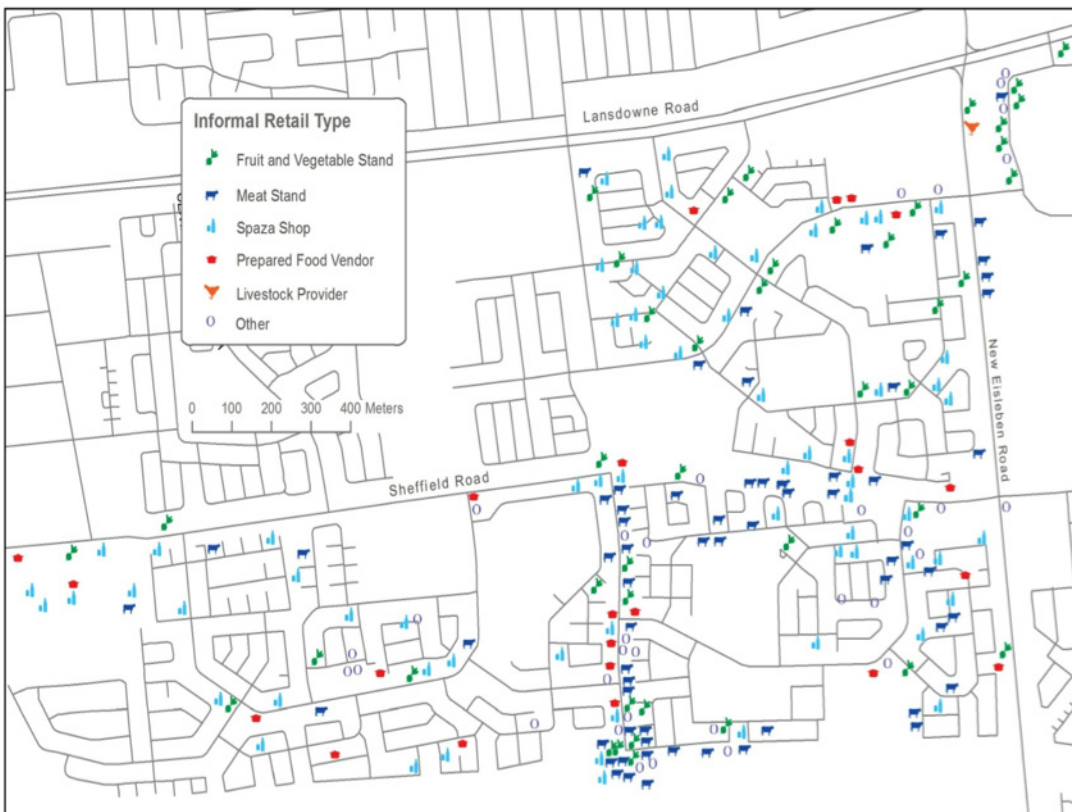 Lansdowne Road
Informal Retail Type
Fruit and Vegetable Stand
Meat Stand
Spaza Shop
Prepared Food Vendor
Livestock Provider
Other
0 100 200 300 400 Meters
New Eisleben Road
Sheffield Road